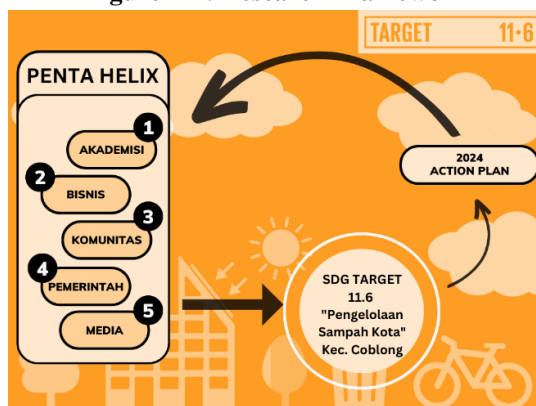 TARGET 11·6
PENTA HELIX
1
AKADEMISI
2
BISNIS
3
KOMUNITAS
4
PEMERINTAH
5
MEDIA
2024
ACTION PLAN
SDG TARGET
11.6
"Pengelolaan
Sampah Kota"
Kec. Coblong